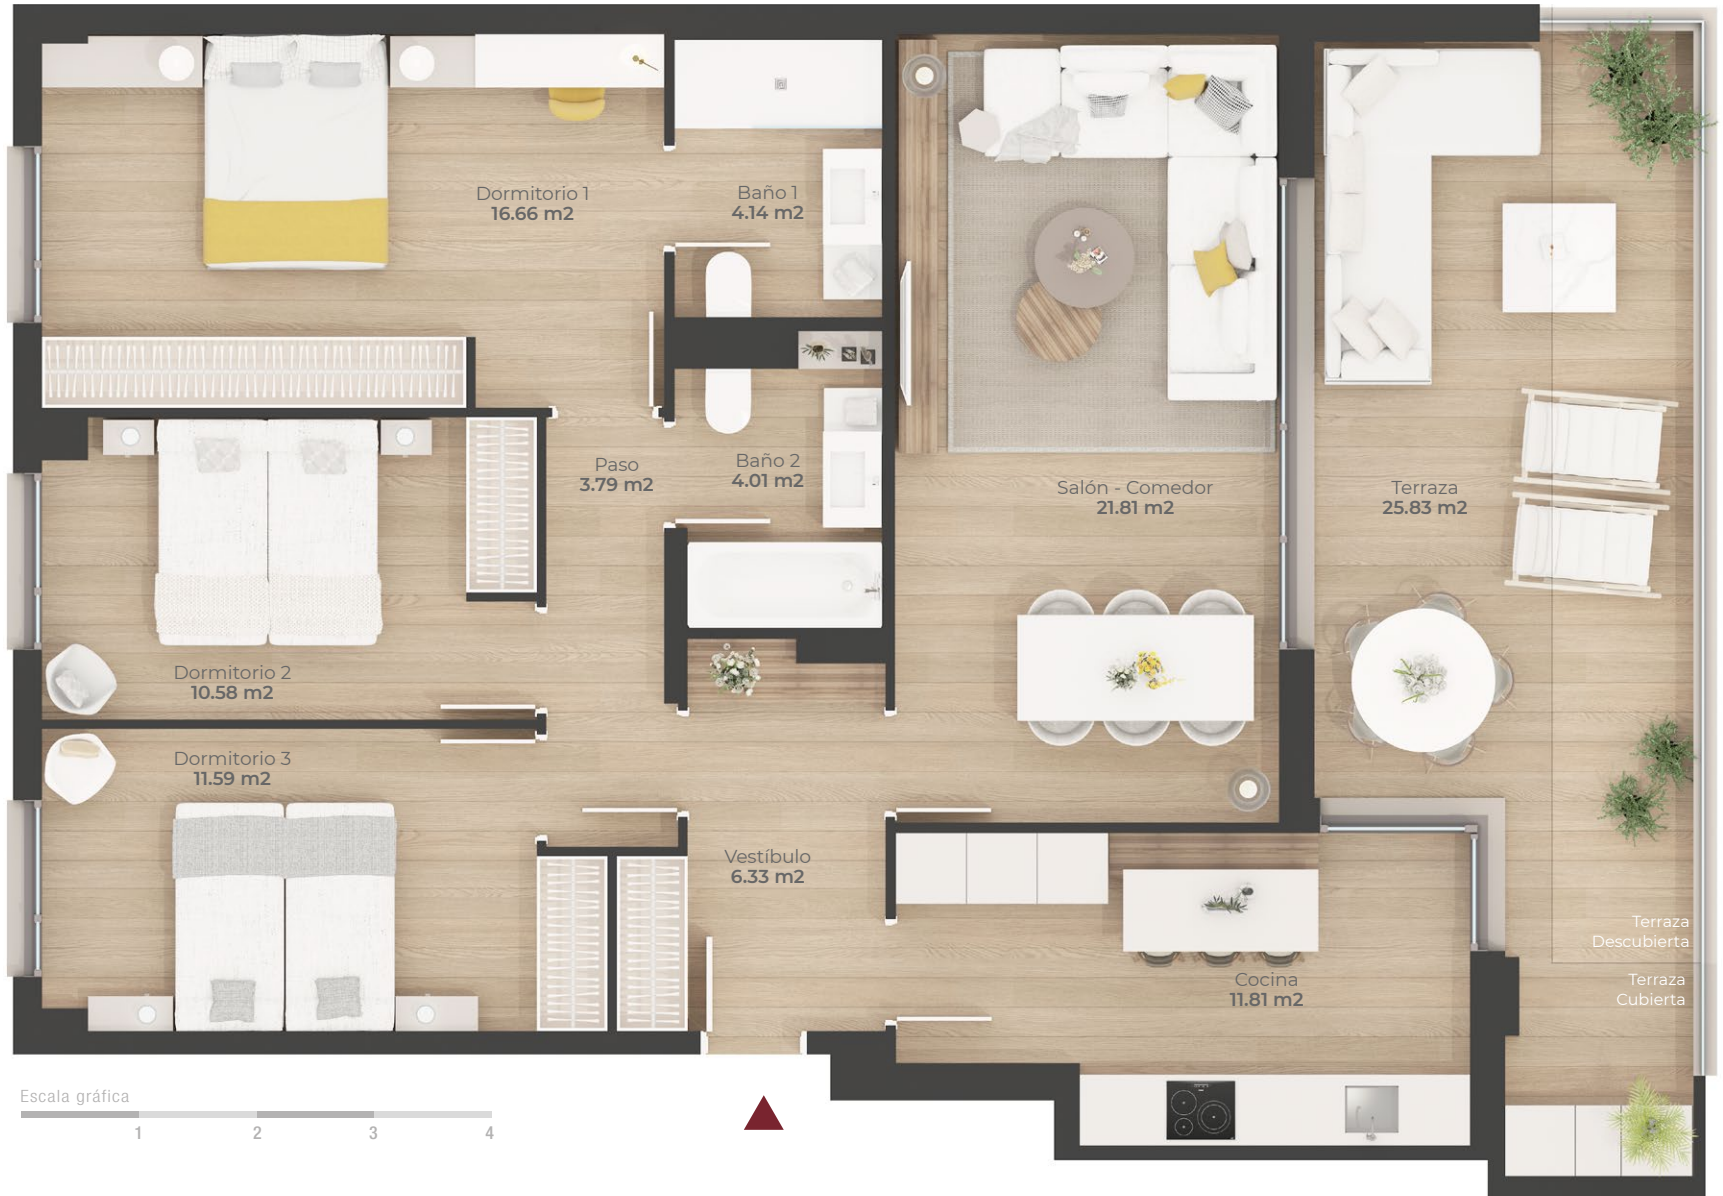 Dormitorio 1
16.66 m2
Baño 1
4.14 m2
Paso
3.79 m2
Baño 2
4.01 m2
Salón - Comedor
21.81 m2
Terraza
25.83 m2
Dormitorio 2
10.58 m2
Dormitorio 3
11.59 m2
Vestíbulo
6.33 m2
Cocina
11.81 m2
Terraza
Descubierta
Terraza
Cubierta
Escala gráfica
1 2 3 4